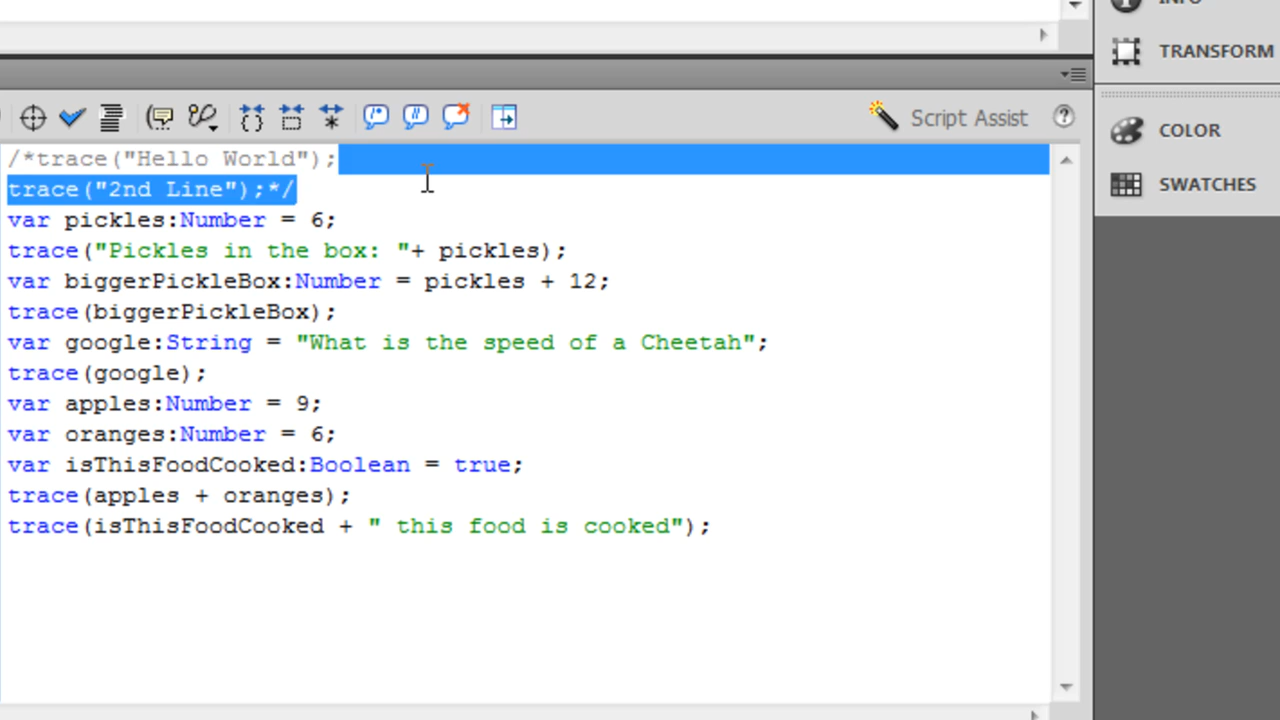 TRANSFORM
Script Assist
COLOR
SWATCHES
/*trace("Hello World");
trace("2nd Line");*/
var pickles:Number = 6;
trace("Pickles in the box: "+ pickles);
var biggerPickleBox:Number = pickles + 12;
trace(biggerPickleBox);
var google:String = "What is the speed of a Cheetah";
trace(google);
var apples:Number = 9;
var oranges:Number = 6;
var isThisFoodCooked:Boolean = true;
trace(apples + oranges);
trace(isThisFoodCooked + " this food is cooked");